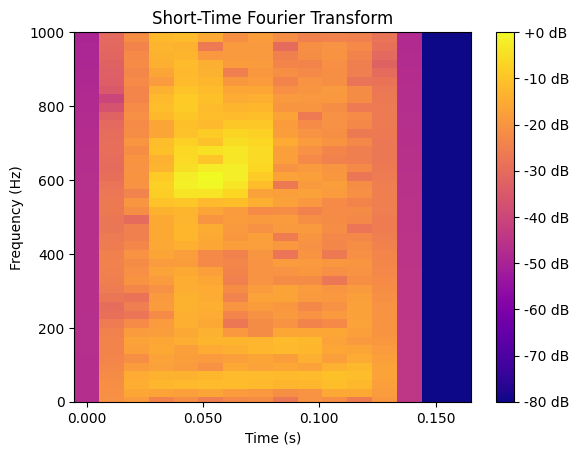 Short-Time Fourier Transform
Frequency (Hz)
1000
800
600
400
200
0
0.000
0.050
0.100
0.150
Time (s)
+0 dB
-10 dB
-20 dB
-30 dB
-40 dB
-50 dB
-60 dB
-70 dB
-80 dB